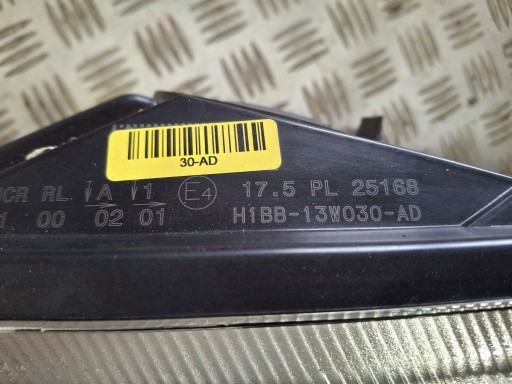 30-AD
CR RL A 1 E4 17.5 PL 25168
1 00 02 01 H1BB-13W030-AD